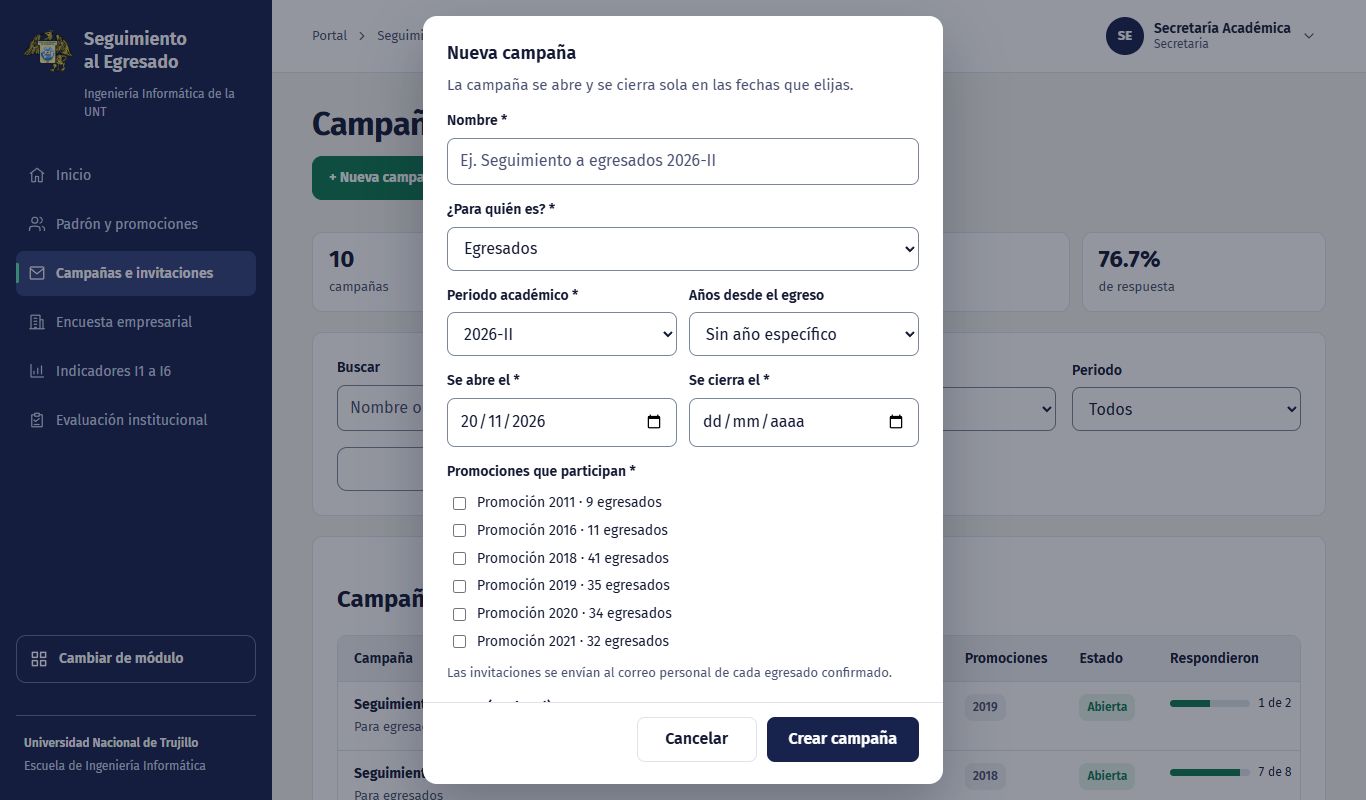 Seguimiento
al Egresado
Ingeniería Informática de la
UNT
Inicio
Padrón y promociones
Campañas e invitaciones
Encuesta empresarial
Indicadores I1 a I6
Evaluación institucional
Cambiar de módulo
Universidad Nacional de Trujillo
Escuela de Ingeniería Informática
Portal > Seguimi
SE
Secretaría Académica
Secretaría
Campañ
+ Nueva campa
10
campañas
76.7%
de respuesta
Buscar
Nombre o
Periodo
Todos
Campañ
Campaña
Promociones
Estado
Respondieron
Seguimient
Para egresa
2019
Abierta
1 de 2
Seguimient
Para egresados
2018
Abierta
7 de 8
Nueva campaña
La campaña se abre y se cierra sola en las fechas que elijas.
Nombre *
Ej. Seguimiento a egresados 2026-II
¿Para quién es? *
Egresados
Periodo académico *
Años desde el egreso
2026-II
Sin año específico
Se abre el *
Se cierra el *
20/11/2026
dd/mm/aaaa
Promociones que participan *
Promoción 2011 · 9 egresados
Promoción 2016 · 11 egresados
Promoción 2018 · 41 egresados
Promoción 2019 · 35 egresados
Promoción 2020 · 34 egresados
Promoción 2021 · 32 egresados
Las invitaciones se envían al correo personal de cada egresado confirmado.
Cancelar
Crear campaña